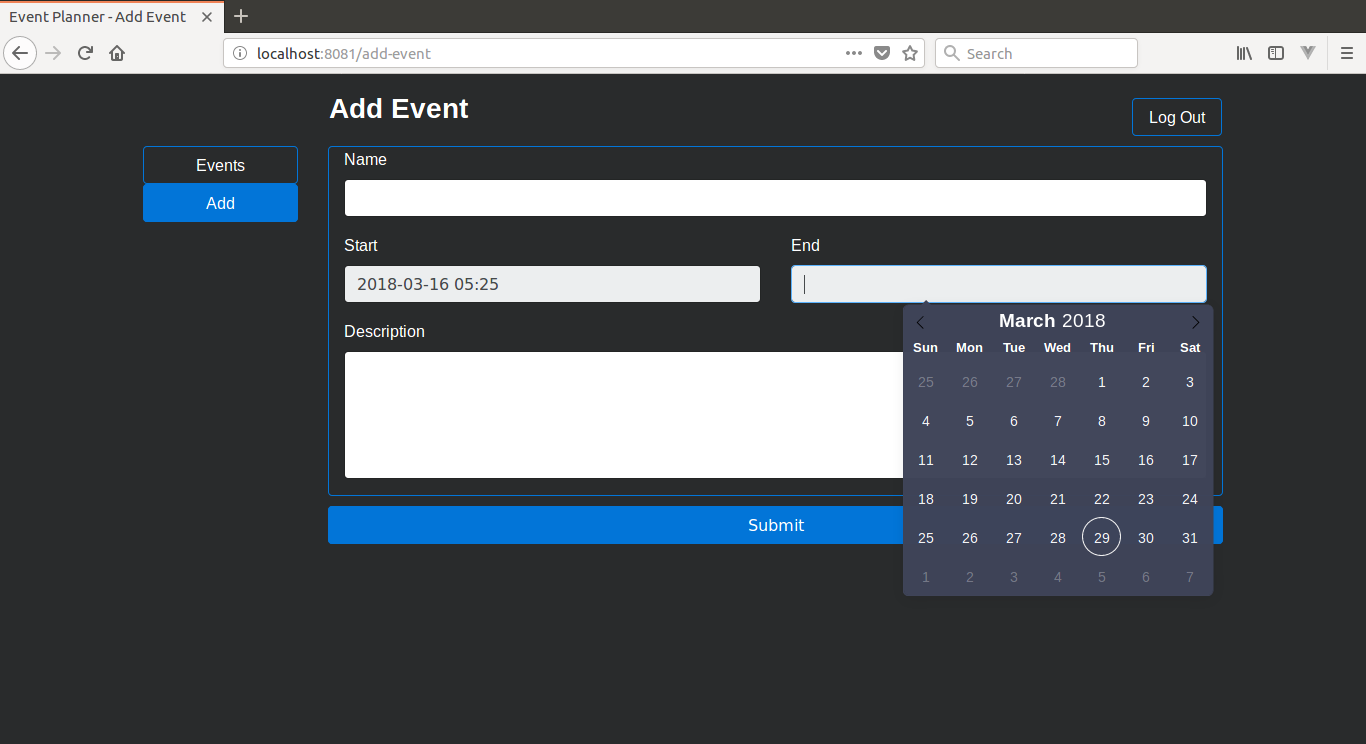 Event Planner - Add Event
localhost:8081/add-event
Search
Add Event
Log Out
Events
Add
Name
Start
End
2018-03-16 05:25
Description
March 2018
Sun Mon Tue Wed Thu Fri Sat
25 26 27 28 1 2 3
4 5 6 7 8 9 10
11 12 13 14 15 16 17
18 19 20 21 22 23 24
25 26 27 28 29 30 31
1 2 3 4 5 6 7
Submit